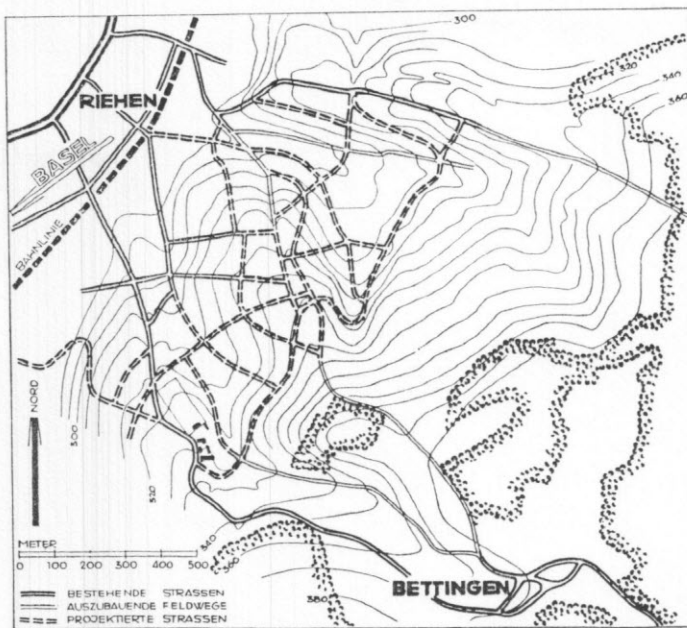 300
320
340
360
RIEHEN
BASEL
BAHNLINIE
NORD
300
320
340
360
380
METER
0 100 200 300 400 500
BETTINGEN
BESTEHENDE STRASSEN
AUSZUBAUENDE FELDWEGE
PROJEKTIERTE STRASSEN